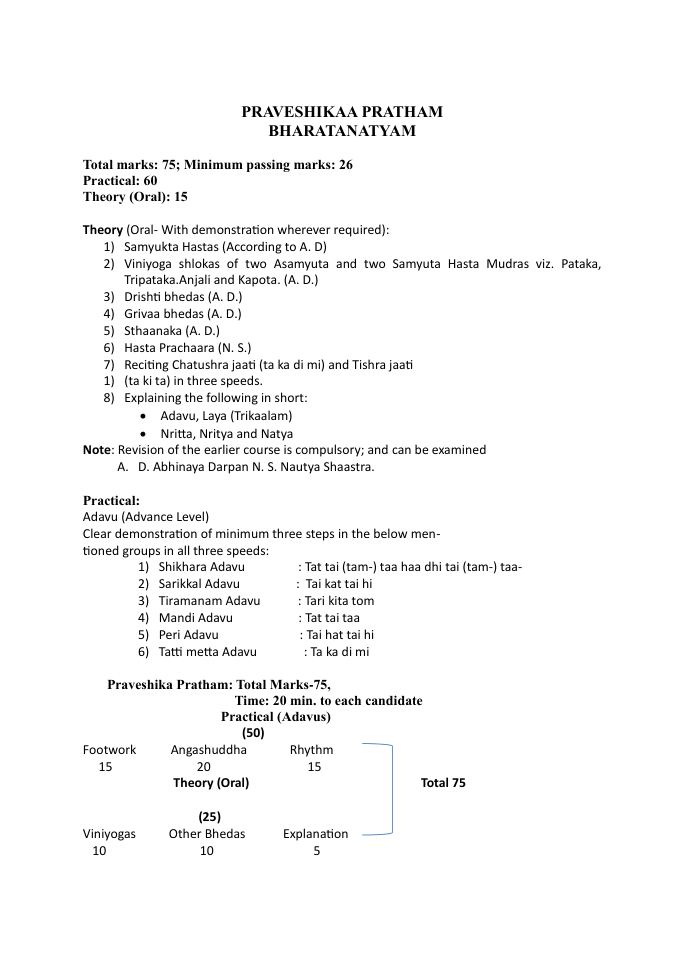 PRAVESHIKAA PRATHAM
BHARATANATYAM
Total marks: 75; Minimum passing marks: 26
Practical: 60
Theory (Oral): 15
Theory (Oral- With demonstration wherever required):
1) Samyukta Hastas (According to A. D)
2) Viniyoga shlokas of two Asamyuta and two Samyuta Hasta Mudras viz. Pataka,
Tripataka.Anjali and Kapota. (A. D.)
3) Drishti bhedas (A. D.)
4) Grivaa bhedas (A. D.)
5) Sthaanaka (A. D.)
6) Hasta Prachaara (N. S.)
7) Reciting Chatushra jaati (ta ka di mi) and Tishra jaati
1) (ta ki ta) in three speeds.
8) Explaining the following in short:
• Adavu, Laya (Trikaalam)
• Nritta, Nritya and Natya
Note: Revision of the earlier course is compulsory; and can be examined
A. D. Abhinaya Darpan N. S. Nautya Shaastra.
Practical:
Adavu (Advance Level)
Clear demonstration of minimum three steps in the below men-
tioned groups in all three speeds:
1) Shikhara Adavu : Tat tai (tam-) taa haa dhi tai (tam-) taa-
2) Sarikkal Adavu : Tai kat tai hi
3) Tiramanam Adavu : Tari kita tom
4) Mandi Adavu : Tat tai taa
5) Peri Adavu : Tai hat tai hi
6) Tatti metta Adavu : Ta ka di mi
Praveshika Pratham: Total Marks-75,
Time: 20 min. to each candidate
Practical (Adavus)
(50)
Footwork Angashuddha Rhythm
15 20 15
Theory (Oral) Total 75
(25)
Viniyogas Other Bhedas Explanation
10 10 5